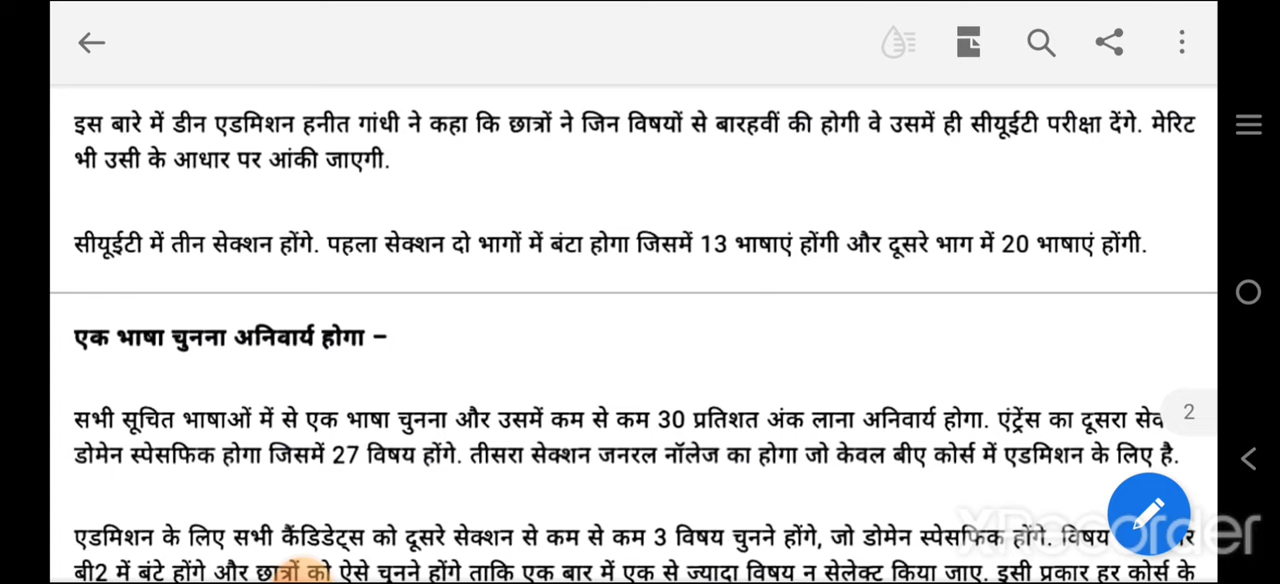 इस बारे में डीन एडमिशन हनीत गांधी ने कहा कि छात्रों ने जिन विषयों से बारहवीं की होगी वे उसमें ही सीयूईटी परीक्षा देंगे. मेरिट
भी उसी के आधार पर आंकी जाएगी.
सीयूईटी में तीन सेक्शन होंगे. पहला सेक्शन दो भागों में बंटा होगा जिसमें 13 भाषाएं होंगी और दूसरे भाग में 20 भाषाएं होंगी.
एक भाषा चुनना अनिवार्य होगा –
सभी सूचित भाषाओं में से एक भाषा चुनना और उसमें कम से कम 30 प्रतिशत अंक लाना अनिवार्य होगा. एंट्रेंस का दूसरा
2
डोमेन स्पेसफिक होगा जिसमें 27 विषय होंगे. तीसरा सेक्शन जनरल नॉलेज का होगा जो केवल बीए कोर्स में एडमिशन के लिए है.
XRecorder
एडमिशन के लिए सभी कैंडिडेट्स को दूसरे सेक्शन से कम से कम 3 विषय चुनने होंगे, जो डोमेन स्पेसफिक होंगे. विषय
बी2 में बंटे होंगे और छात्रों को ऐसे चुनने होंगे ताकि एक बार में एक से ज्यादा विषय न सेलेक्ट किया जाए. इसी प्रकार हर कोर्स के